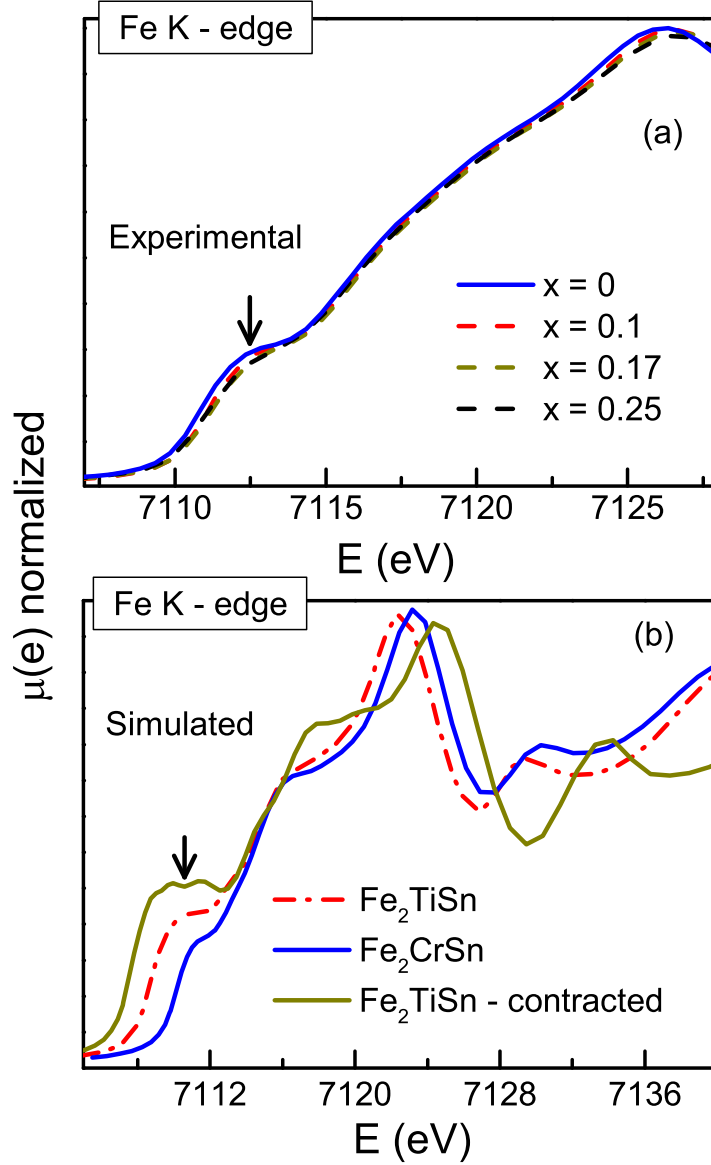 Fe K - edge
(a)
Experimental
x = 0
x = 0.1
x = 0.17
x = 0.25
7110 7115 7120 7125
E (eV)
μ(e) normalized
Fe K - edge
(b)
Simulated
Fe₂TiSn
Fe₂CrSn
Fe₂TiSn - contracted
7112 7120 7128 7136
E (eV)